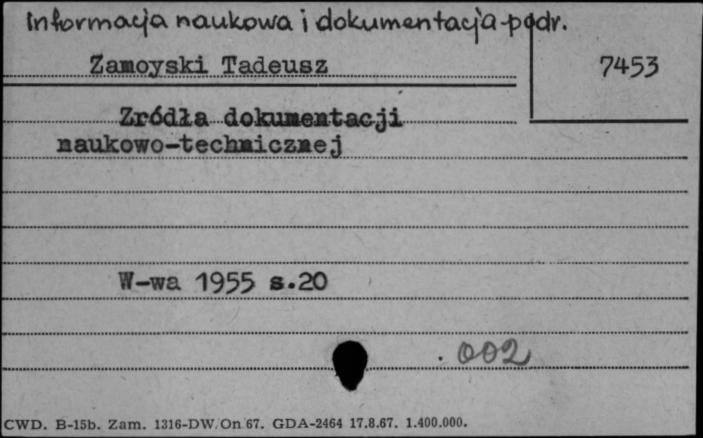 Informacja naukowa i dokumentacja-podr.
Zamoyski Tadeusz
7453
Zródła dokumentacji
naukowo-technicznej
W-wa 1955 s.20
002
CWD. B-15b. Zam. 1316-DW/On 67. GDA-2464 17.8.67. 1.400.000.